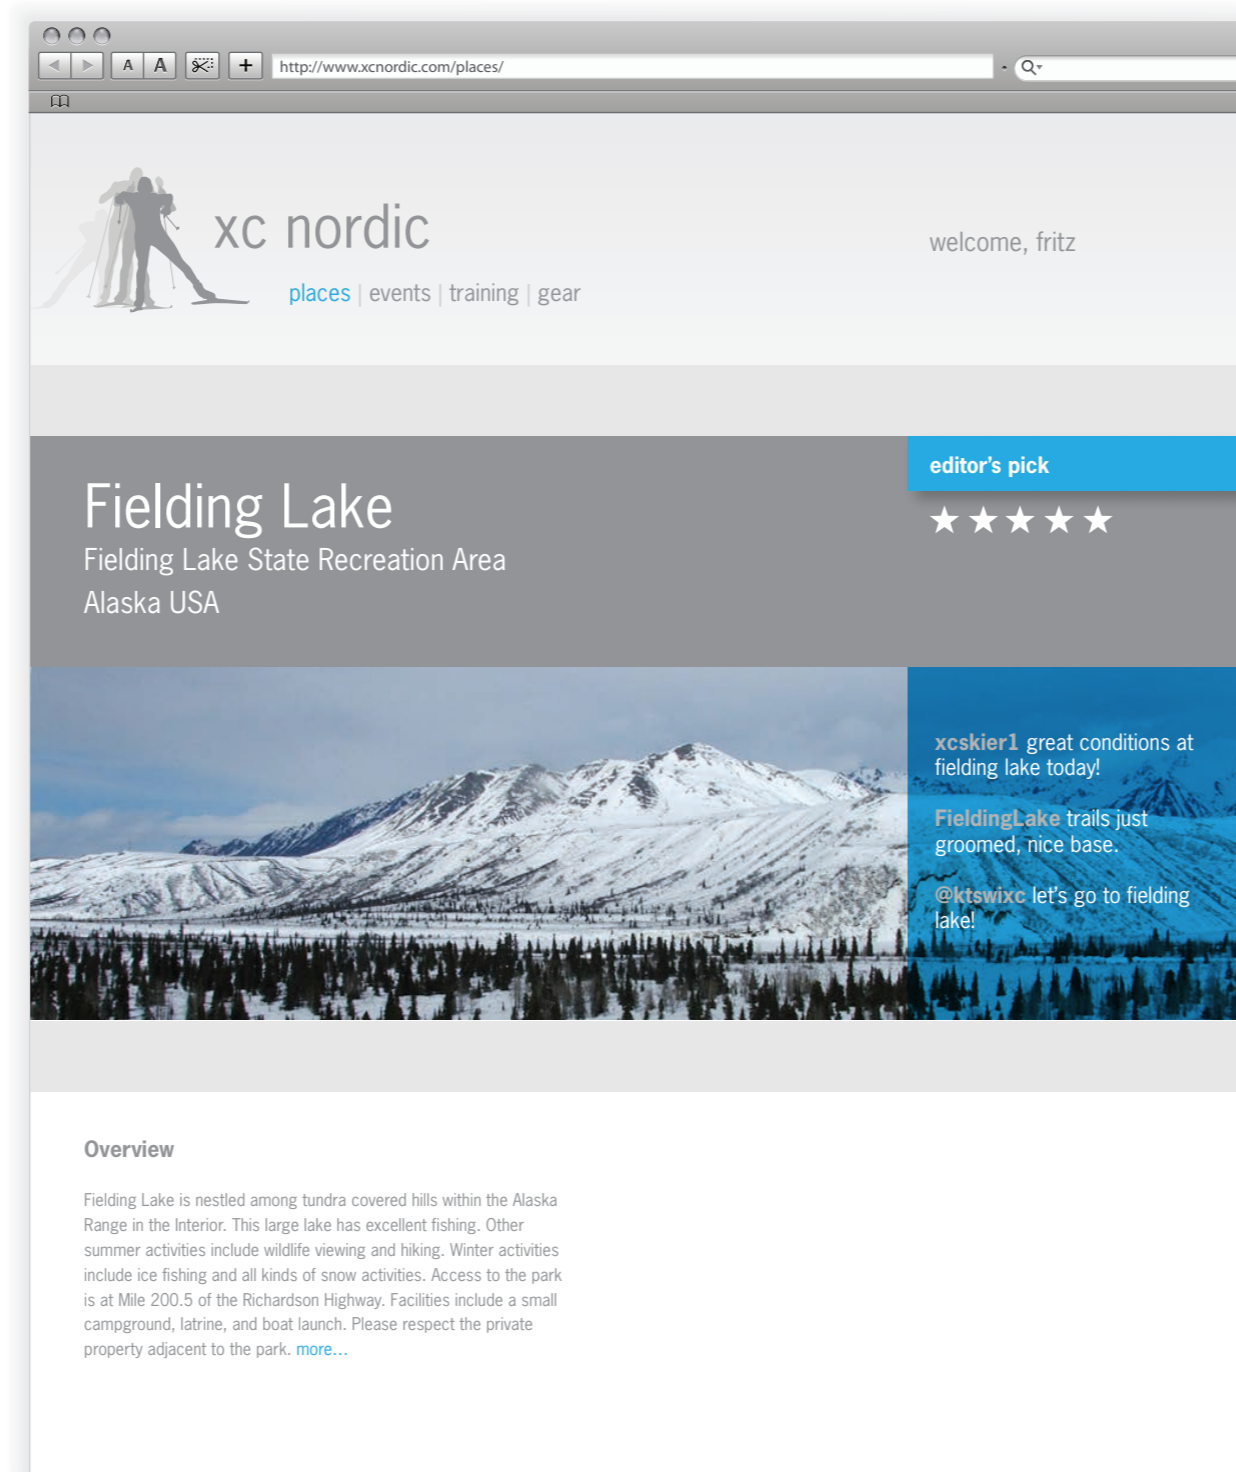 A A +
http://www.xcnordic.com/places/
xc nordic
welcome, fritz
places | events | training | gear
editor's pick
Fielding Lake
Fielding Lake State Recreation Area
Alaska USA
xcskier1 great conditions at
fielding lake today!
FieldingLake trails just
groomed, nice base.
@ktswixc let's go to fielding
lake!
Overview
Fielding Lake is nestled among tundra covered hills within the Alaska
Range in the Interior. This large lake has excellent fishing. Other
summer activities include wildlife viewing and hiking. Winter activities
include ice fishing and all kinds of snow activities. Access to the park
is at Mile 200.5 of the Richardson Highway. Facilities include a small
campground, latrine, and boat launch. Please respect the private
property adjacent to the park. more...